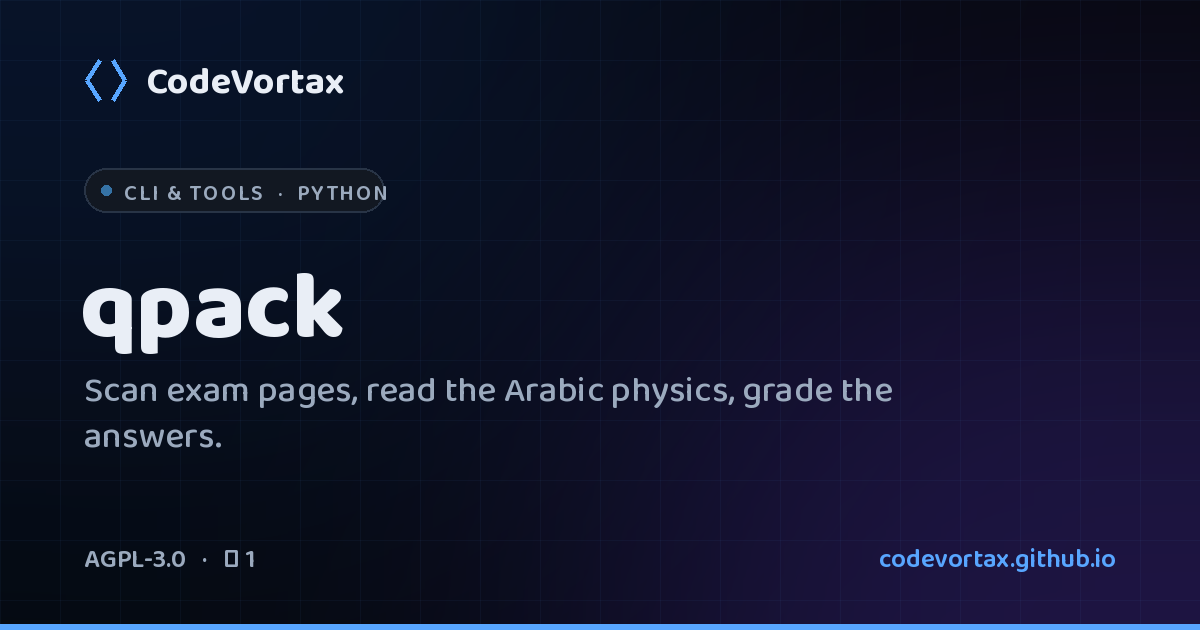 CodeVortax
CLI & TOOLS · PYTHON
qpack
Scan exam pages, read the Arabic physics, grade the
answers.
AGPL-3.0 · 1
codevortax.github.io